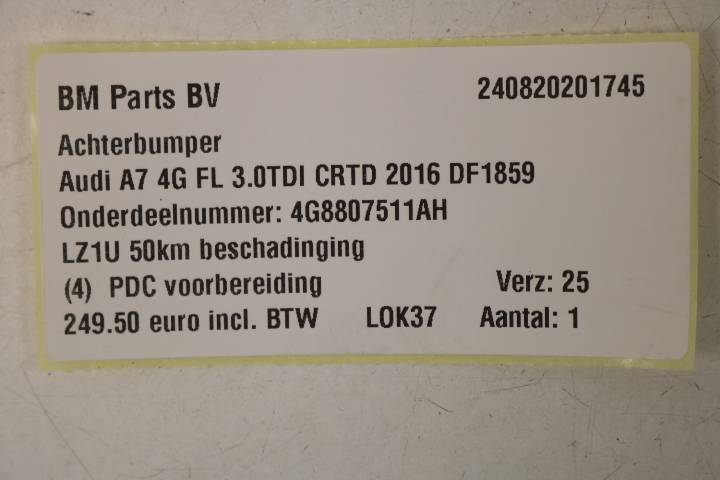 BM Parts BV 240820201745
Achterbumper
Audi A7 4G FL 3.0TDI CRTD 2016 DF1859
Onderdeelnummer: 4G8807511AH
LZ1U 50km beschadinging
(4) PDC voorbereiding Verz: 25
249.50 euro incl. BTW LOK37 Aantal: 1